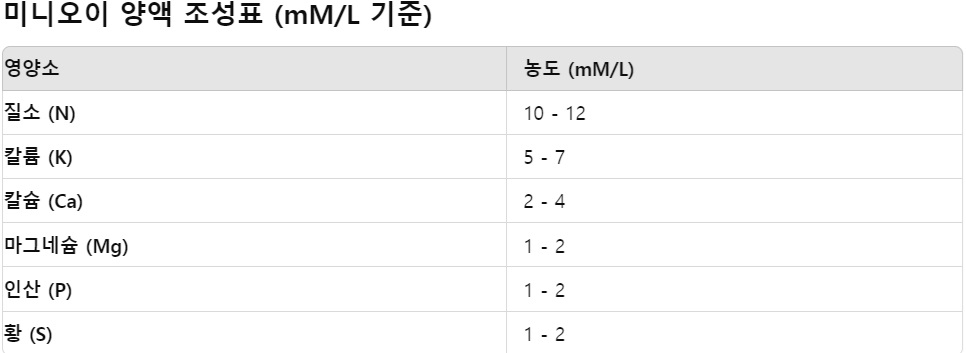 미니오이 양액 조성표 (mM/L 기준)
영양소 농도 (mM/L)
질소 (N) 10 - 12
칼륨 (K) 5 - 7
칼슘 (Ca) 2 - 4
마그네슘 (Mg) 1 - 2
인산 (P) 1 - 2
황 (S) 1 - 2